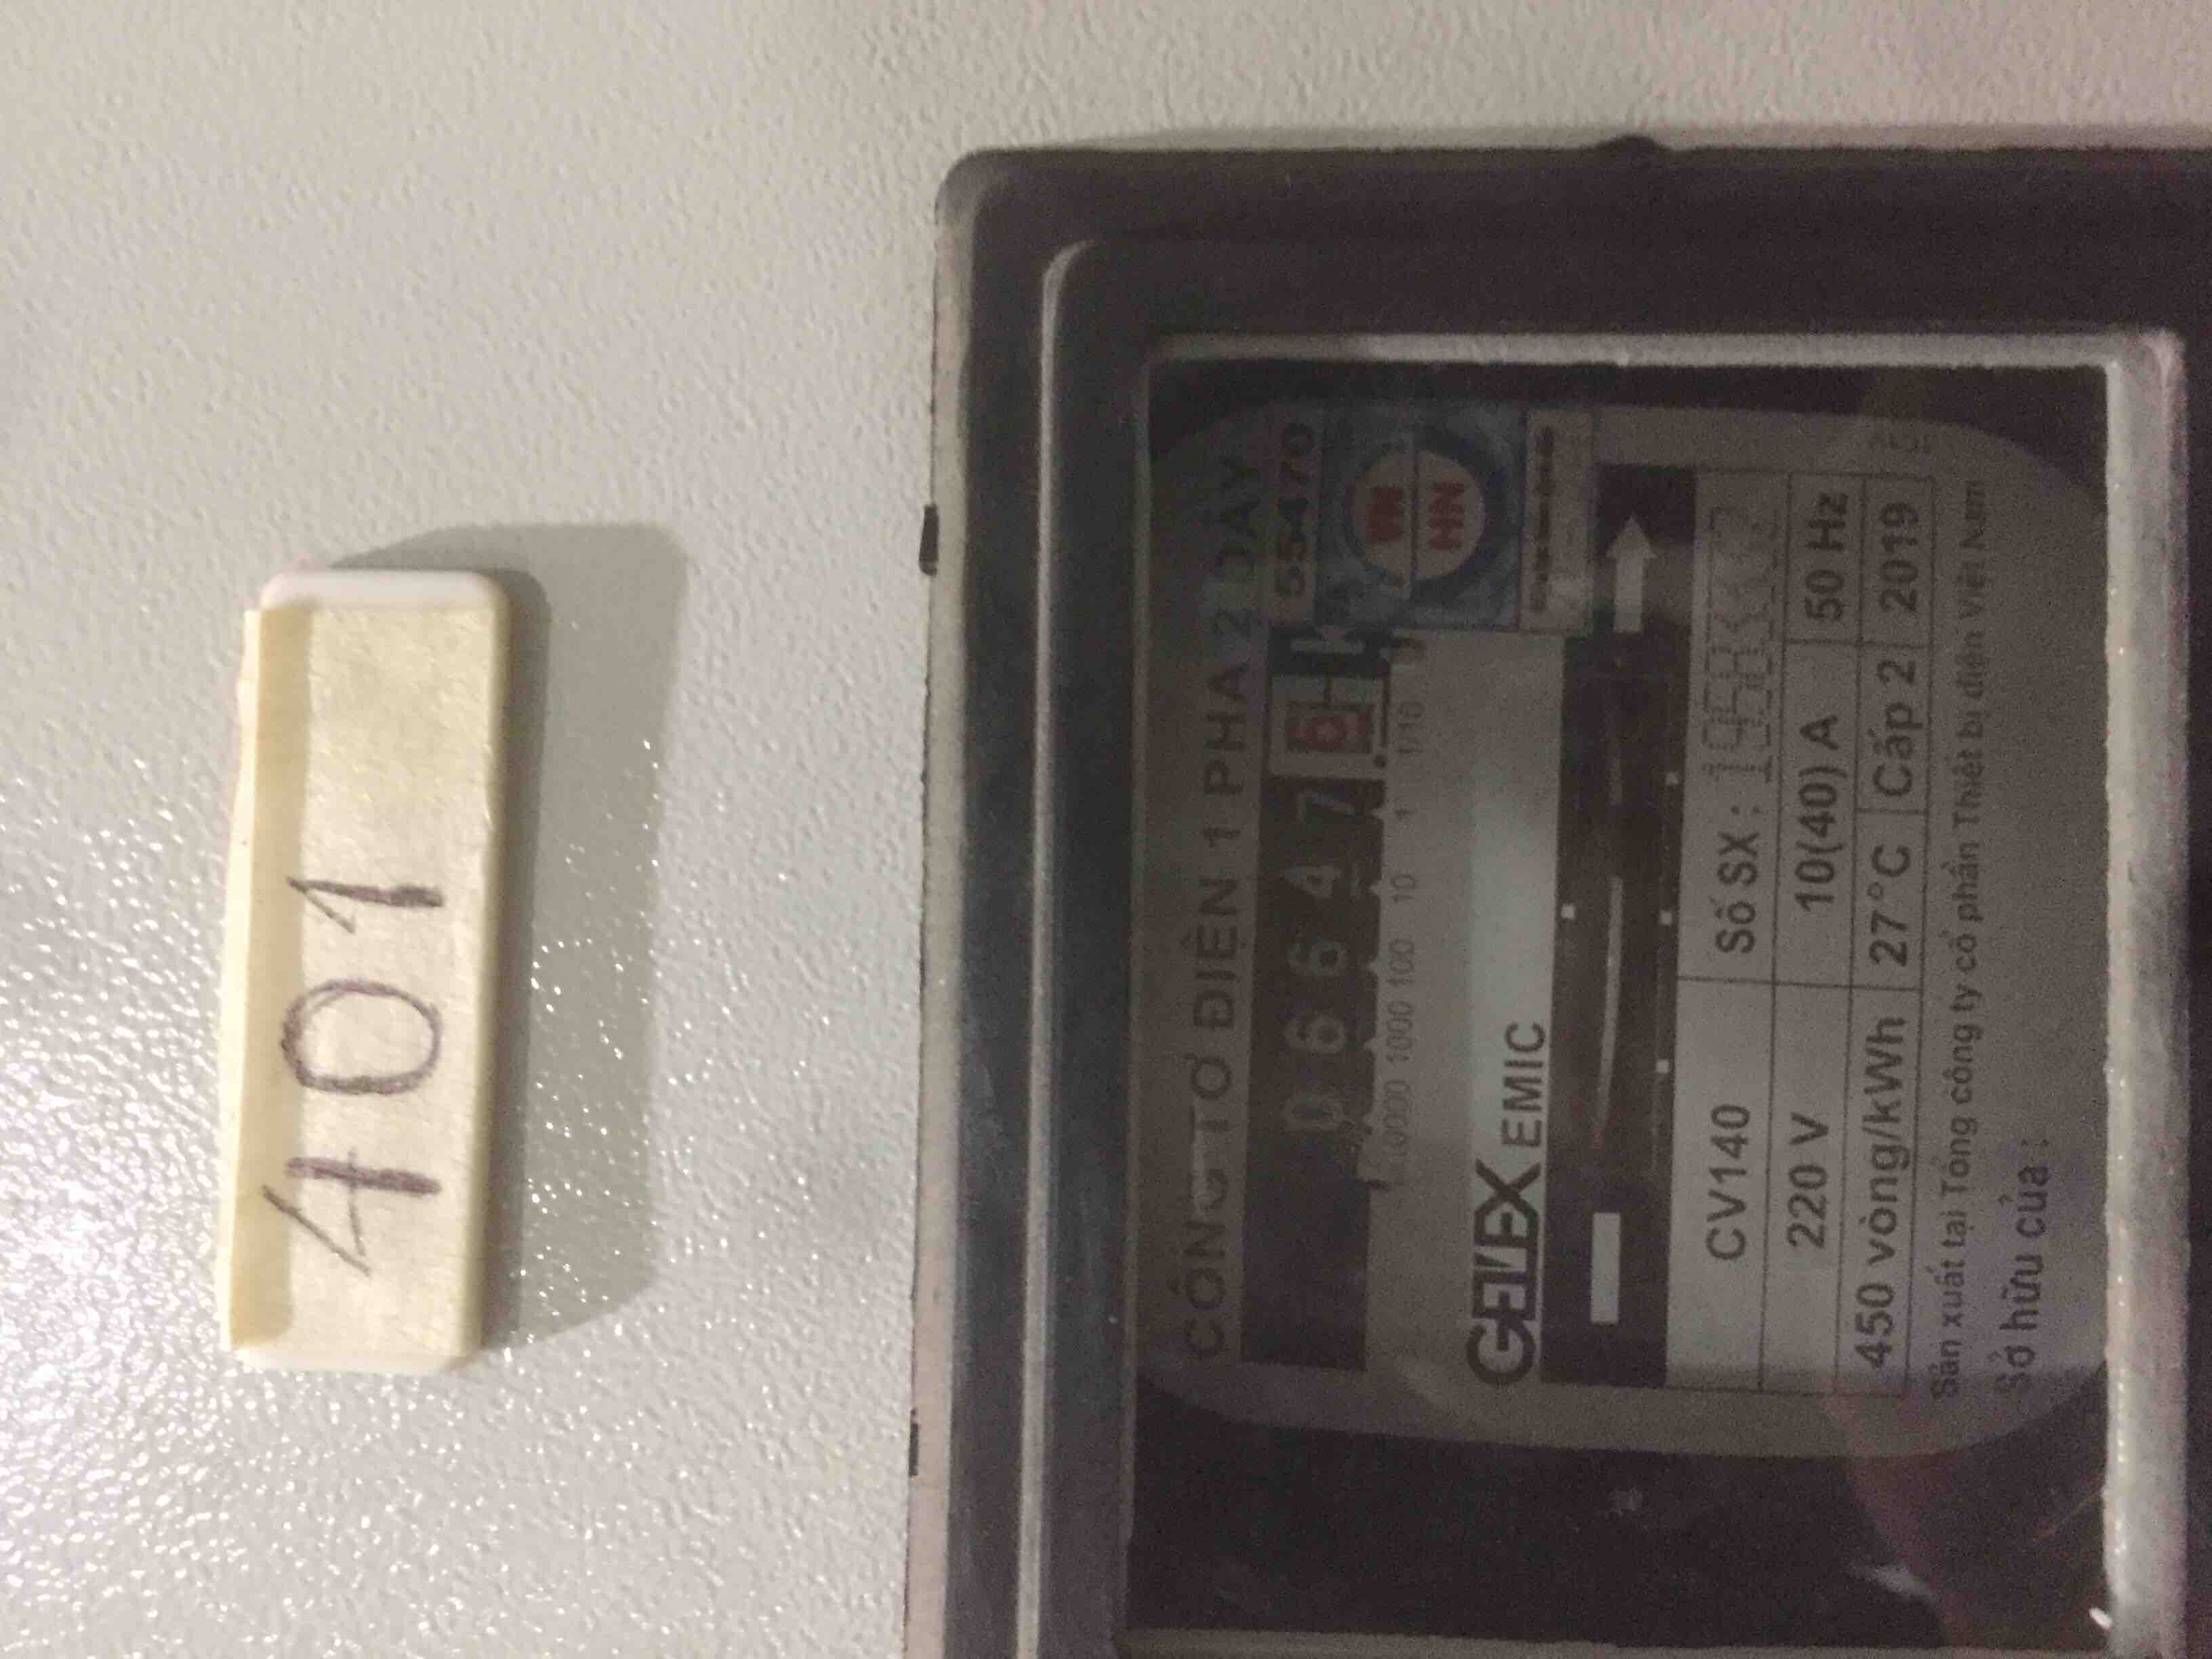 401
CÔNG TƠ ĐIỆN 1 PHA 2 DÂY
55470
0 6 6 4 7
10000 1000 100 10 1 1/10
HN
GELEX EMIC
CV140
Số SX :
220 V
10(40) A
50 Hz
450 vòng/kWh
27°C
Cấp 2
2019
Sản xuất tại Tổng công ty cổ phần Thiết bị điện Việt Nam
Sở hữu của :